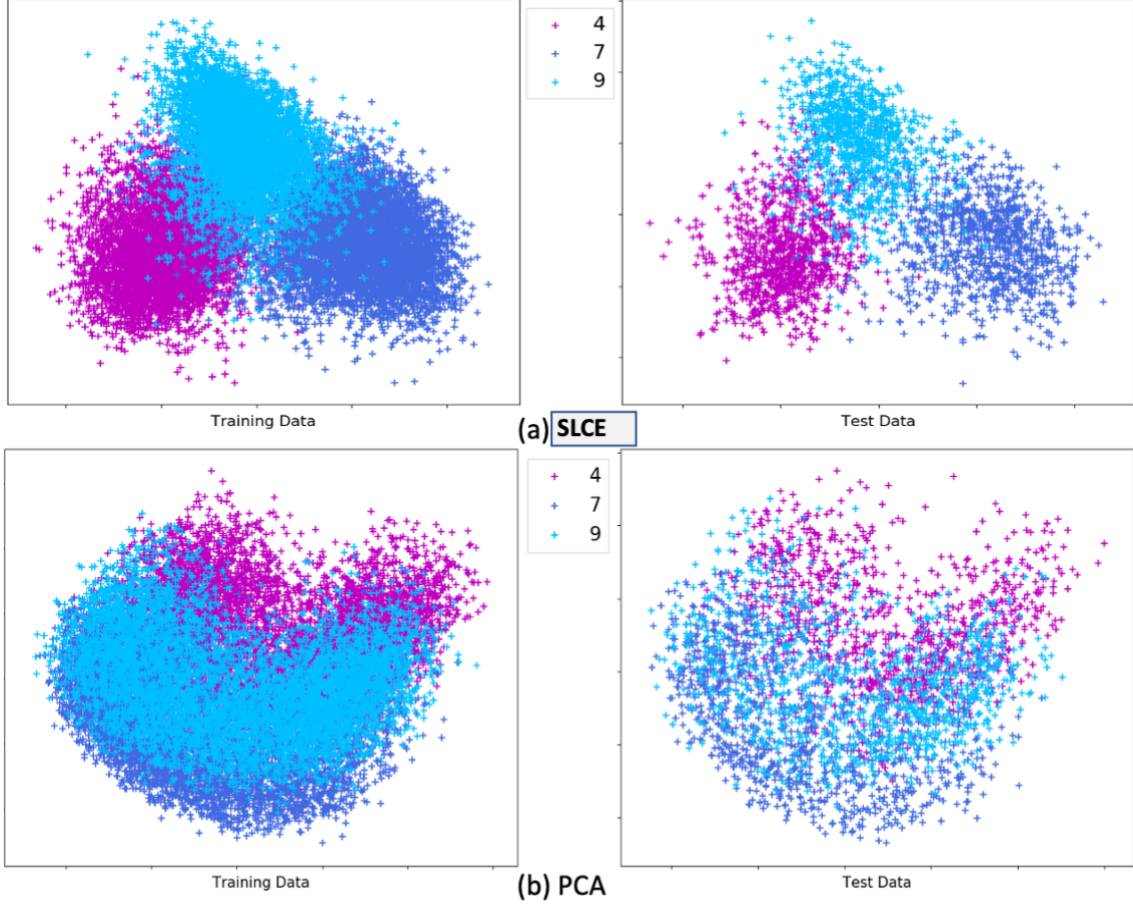 4
7
9
Training Data
Test Data
(a) SLCE
4
7
9
Training Data
Test Data
(b) PCA